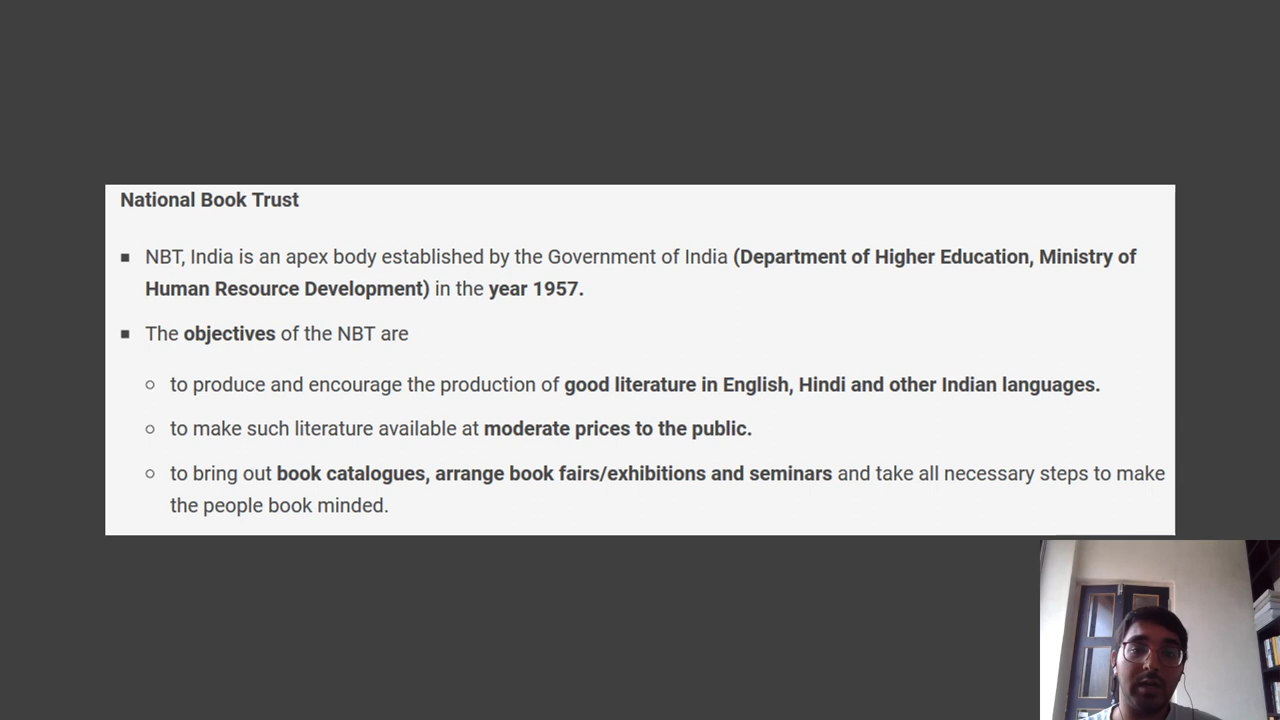 National Book Trust
▪ NBT, India is an apex body established by the Government of India (Department of Higher Education, Ministry of
Human Resource Development) in the year 1957.
▪ The objectives of the NBT are
○ to produce and encourage the production of good literature in English, Hindi and other Indian languages.
○ to make such literature available at moderate prices to the public.
○ to bring out book catalogues, arrange book fairs/exhibitions and seminars and take all necessary steps to make
the people book minded.